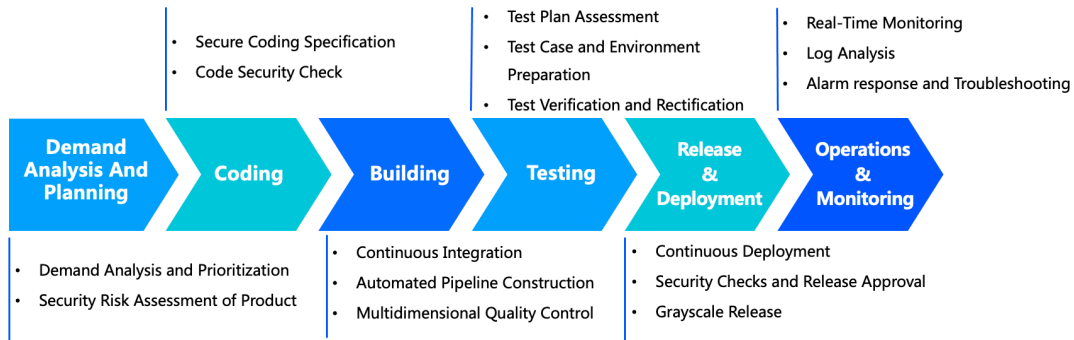 • Secure Coding Specification
• Code Security Check
• Test Plan Assessment
• Test Case and Environment
Preparation
• Test Verification and Rectification
• Real-Time Monitoring
• Log Analysis
• Alarm response and Troubleshooting
Demand
Analysis And
Planning
Coding
Building
Testing
Release
&
Deployment
Operations
&
Monitoring
• Demand Analysis and Prioritization
• Security Risk Assessment of Product
• Continuous Integration
• Automated Pipeline Construction
• Multidimensional Quality Control
• Continuous Deployment
• Security Checks and Release Approval
• Grayscale Release